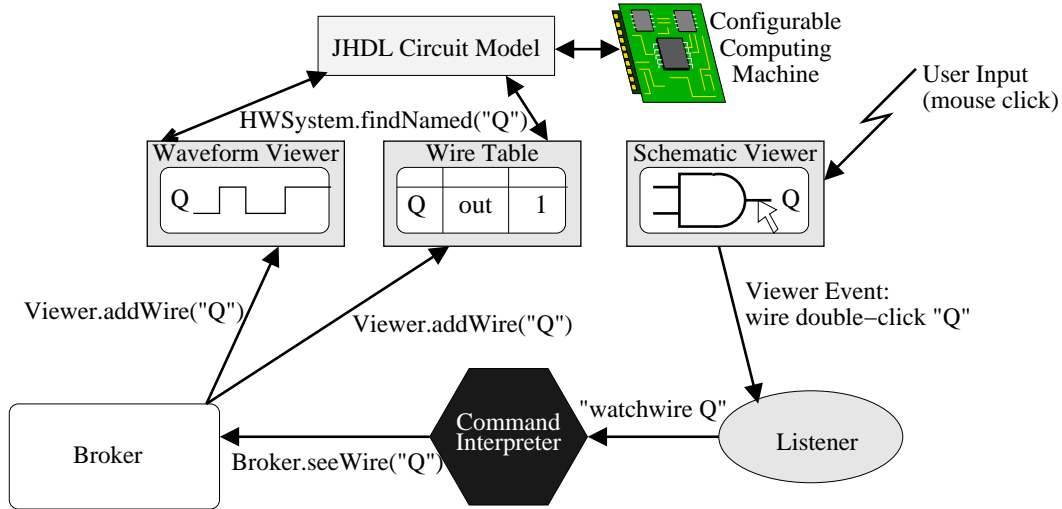 JHDL Circuit Model
Configurable
Computing
Machine
User Input
(mouse click)
HWSystem.findNamed("Q")
Waveform Viewer
Q
Wire Table
Q out 1
Schematic Viewer
Q
Viewer.addWire("Q")
Viewer.addWire("Q")
Viewer Event:
wire double−click "Q"
Broker
Broker.seeWire("Q")
Command
Interpreter
"watchwire Q"
Listener